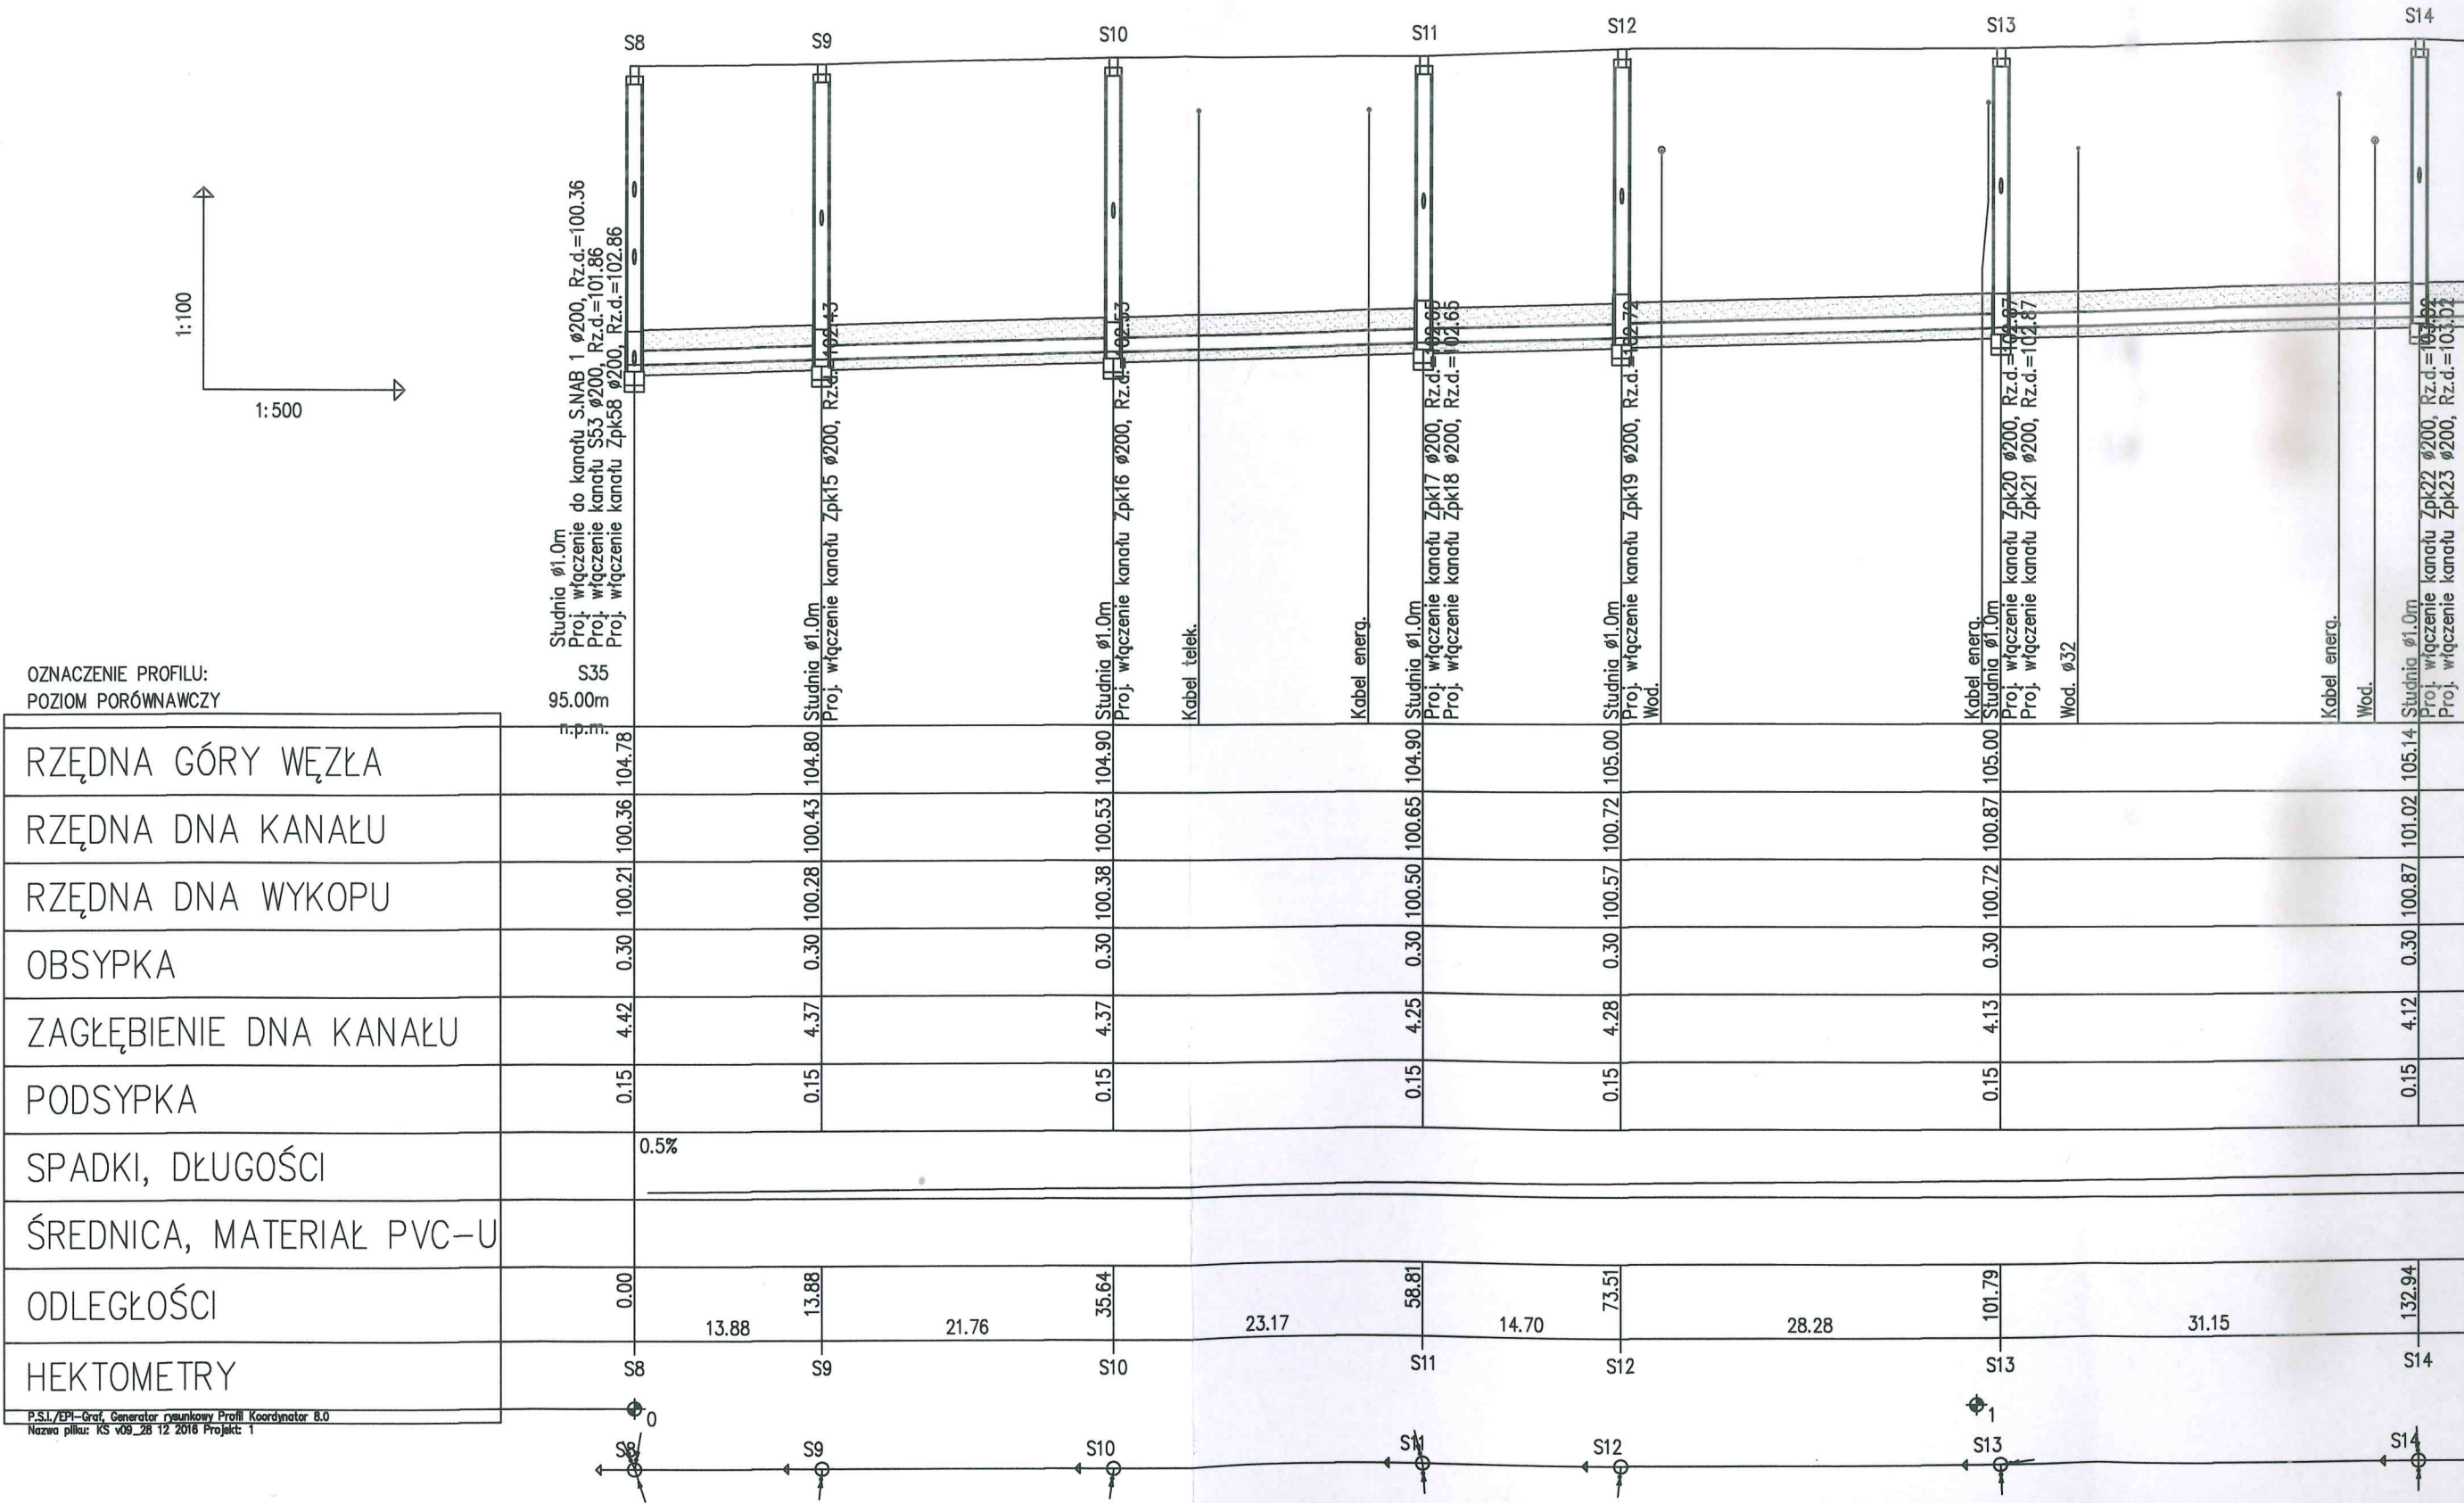 S8 S9 S10 S11 S12 S13 S14
1:100
1:500
Studnia ø1.0m
Proj. włączenie do kanału S.NAB 1 ø200, Rz.d.=100.36
Proj. włączenie kanału S53 ø200, Rz.d.=101.86
Proj. włączenie kanału Zpk58 ø200, Rz.d.=102.86
Studnia ø1.0m
Proj. włączenie kanału Zpk15 ø200, Rz.d.=102.43
Studnia ø1.0m
Proj. włączenie kanału Zpk16 ø200, Rz.d.=102.53
Kabel telek.
Kabel energ.
Studnia ø1.0m
Proj. włączenie kanału Zpk17 ø200, Rz.d.=102.65
Proj. włączenie kanału Zpk18 ø200, Rz.d.=102.65
Studnia ø1.0m
Proj. włączenie kanału Zpk19 ø200, Rz.d.=102.72
Wod.
Kabel energ.
Studnia ø1.0m
Proj. włączenie kanału Zpk20 ø200, Rz.d.=102.87
Proj. włączenie kanału Zpk21 ø200, Rz.d.=102.87
Wod. ø32
Kabel energ.
Wod.
Studnia ø1.0m
Proj. włączenie kanału Zpk22 ø200, Rz.d.=103.02
Proj. włączenie kanału Zpk23 ø200, Rz.d.=103.02
OZNACZENIE PROFILU: S35
POZIOM PORÓWNAWCZY 95.00m
n.p.m.
RZĘDNA GÓRY WĘZŁA 104.78 104.80 104.90 104.90 105.00 105.00 105.14
RZĘDNA DNA KANAŁU 100.36 100.43 100.53 100.65 100.72 100.87 101.02
RZĘDNA DNA WYKOPU 100.21 100.28 100.38 100.50 100.57 100.72 100.87
OBSYPKA 0.30 0.30 0.30 0.30 0.30 0.30 0.30
ZAGŁĘBIENIE DNA KANAŁU 4.42 4.37 4.37 4.25 4.28 4.13 4.12
PODSYPKA 0.15 0.15 0.15 0.15 0.15 0.15 0.15
SPADKI, DŁUGOŚCI 0.5%
ŚREDNICA, MATERIAŁ PVC-U
ODLEGŁOŚCI 0.00 13.88 35.64 58.81 73.51 101.79 132.94
13.88 21.76 23.17 14.70 28.28 31.15
HEKTOMETRY S8 S9 S10 S11 S12 S13 S14
0 1
P.S.I./EPI-Graf, Generator rysunkowy Profil Koordynator 8.0
Nazwa pliku: KS v09_28 12 2016 Projekt: 1
S8 S9 S10 S11 S12 S13 S14